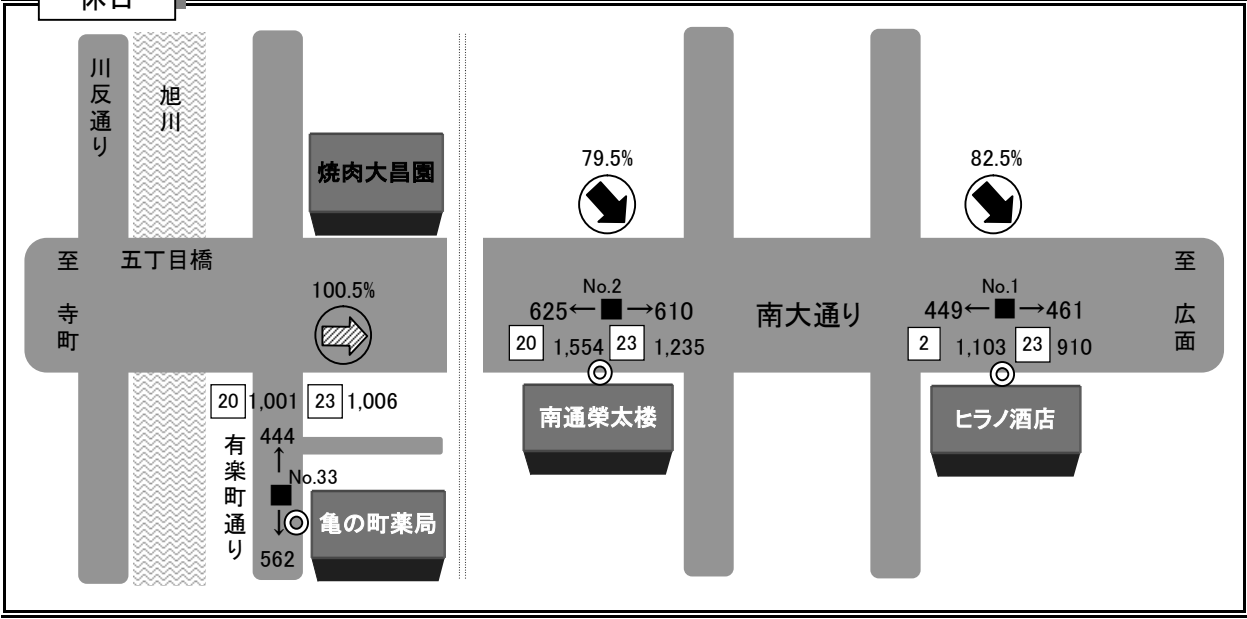 休日
川反通り
旭川
焼肉大昌園
79.5%
82.5%
至 寺町
五丁目橋
100.5%
No.2
625←■→610
20 1,554 23 1,235
南大通り
No.1
449←■→461
2 1,103 23 910
至 広面
南通榮太楼
ヒラノ酒店
20 1,001 23 1,006
有楽町通り
444
↑
No.33
■
↓
562
亀の町薬局